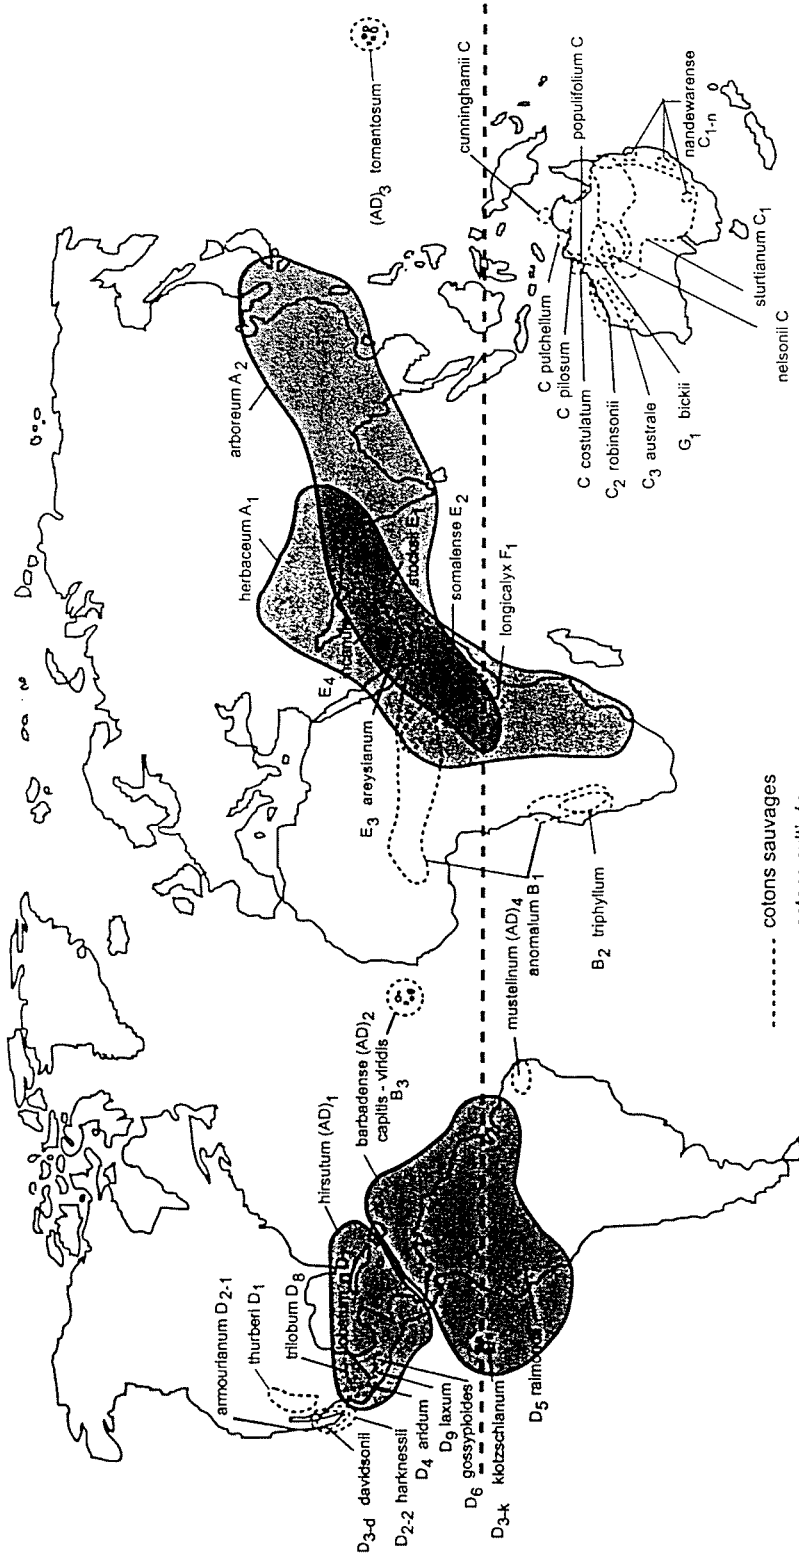 armourianum D2-1
thurberi D1
trilobum D8
hirsutum (AD)1
barbadense (AD)2
capitis - viridis
B3
mustelinum (AD)4
D3-d davidsonii
D2-2 harknessii
D4 aridum
D9 laxum
D6 gossypioides
D3-k klotzschianum
D5 raimondii
anomalum B1
B2 triphyllum
E3 areysianum
E4 incanum
herbaceum A1
arboreum A2
stocksii E1
somalense E2
longicalyx F1
(AD)3 tomentosum
cunninghamii C
populifolium C
C pulchellum
C pilosum
C costulatum
C2 robinsonii
C3 australe
G1 bickii
nandewarense
C1-n
sturtianum C1
nelsonii C
cotons sauvages